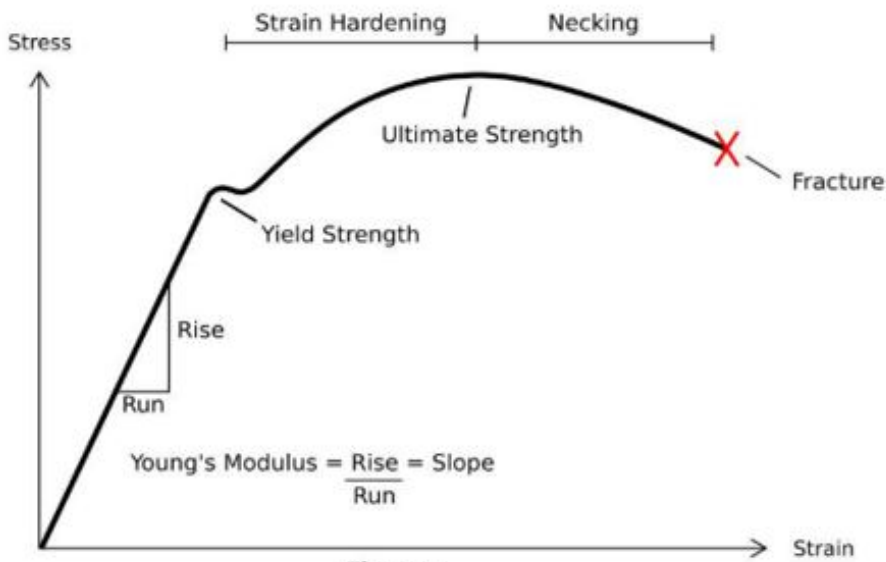 Strain Hardening
Necking
Stress
Ultimate Strength
Fracture
Yield Strength
Rise
Run
Young's Modulus = Rise = Slope
Run
Strain